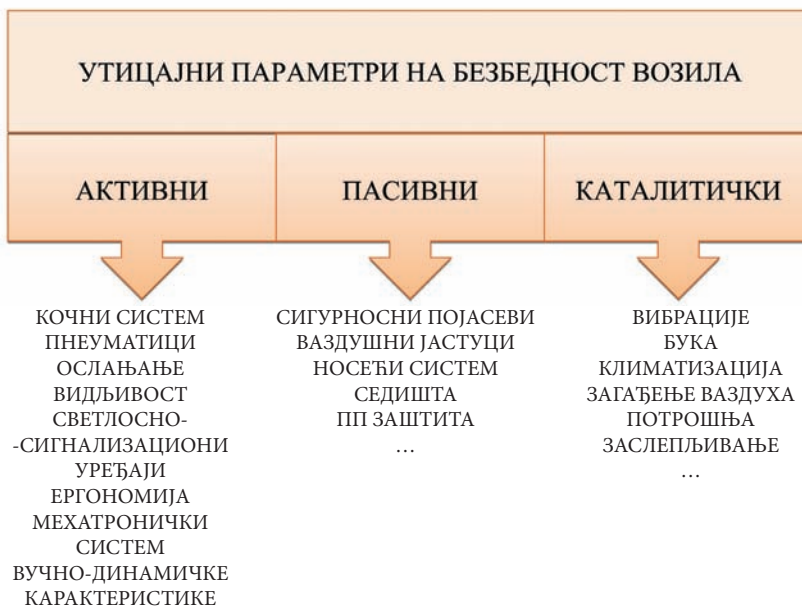 УТИЦАЈНИ ПАРАМЕТРИ НА БЕЗБЕДНОСТ ВОЗИЛА
АКТИВНИ
ПАСИВНИ
КАТАЛИТИЧКИ
КОЧНИ СИСТЕМ
ПНЕУМАТИЦИ
ОСЛАЊАЊЕ
ВИДЉИВОСТ
СВЕТЛОСНО-
-СИГНАЛИЗАЦИОНИ
УРЕЂАЈИ
ЕРГОНОМИЈА
МЕХАТРОНИЧКИ
СИСТЕМ
ВУЧНО-ДИНАМИЧКЕ
КАРАКТЕРИСТИКЕ
СИГУРНОСНИ ПОЈАСЕВИ
ВАЗДУШНИ ЈАСТУЦИ
НОСЕЋИ СИСТЕМ
СЕДИШТА
ПП ЗАШТИТА
…
ВИБРАЦИЈЕ
БУКА
КЛИМАТИЗАЦИЈА
ЗАГАЂЕЊЕ ВАЗДУХА
ПОТРОШЊА
ЗАСЛЕПЉИВАЊЕ
…